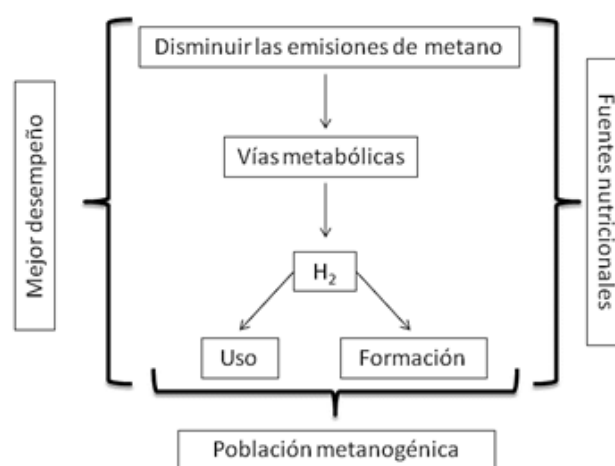 Disminuir las emisiones de metano
Mejor desempeño
Fuentes nutricionales
Vías metabólicas
H₂
Uso
Formación
Población metanogénica